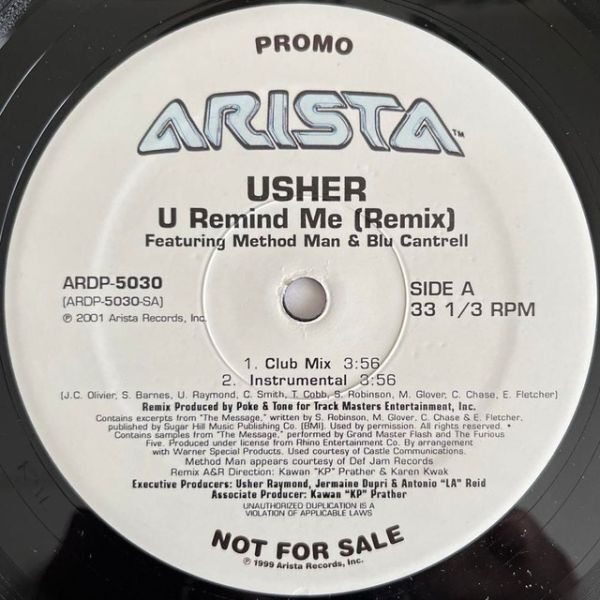 PROMO
ARISTA™
USHER
U Remind Me (Remix)
Featuring Method Man & Blu Cantrell
ARDP-5030
(ARDP-5030-SA)
℗ 2001 Arista Records, Inc.
SIDE A
33 1/3 RPM
1. Club Mix 3:56
2. Instrumental 3:56
(J.C. Olivier, S. Barnes, U. Raymond, C. Smith, T. Cobb, S. Robinson, M. Glover, C. Chase, E. Fletcher)
Remix Produced by Poke & Tone for Track Masters Entertainment, Inc.
Contains excerpts from "The Message," written by S. Robinson, M. Glover, C. Chase & E. Fletcher,
published by Sugar Hill Music Publishing Co. (BMI). Used by permission. All rights reserved. •
Contains samples from "The Message," performed by Grand Master Flash and The Furious
Five. Produced under license from Rhino Entertainment Co. By arrangement
with Warner Special Products. Used courtesy of Castle Communications.
Method Man appears courtesy of Def Jam Records
Remix A&R Direction: Kawan "KP" Prather & Karen Kwak
Executive Producers: Usher Raymond, Jermaine Dupri & Antonio "LA" Reid
Associate Producer: Kawan "KP" Prather
UNAUTHORIZED DUPLICATION IS A
VIOLATION OF APPLICABLE LAWS
NOT FOR SALE
℗ 1999 Arista Records, Inc.